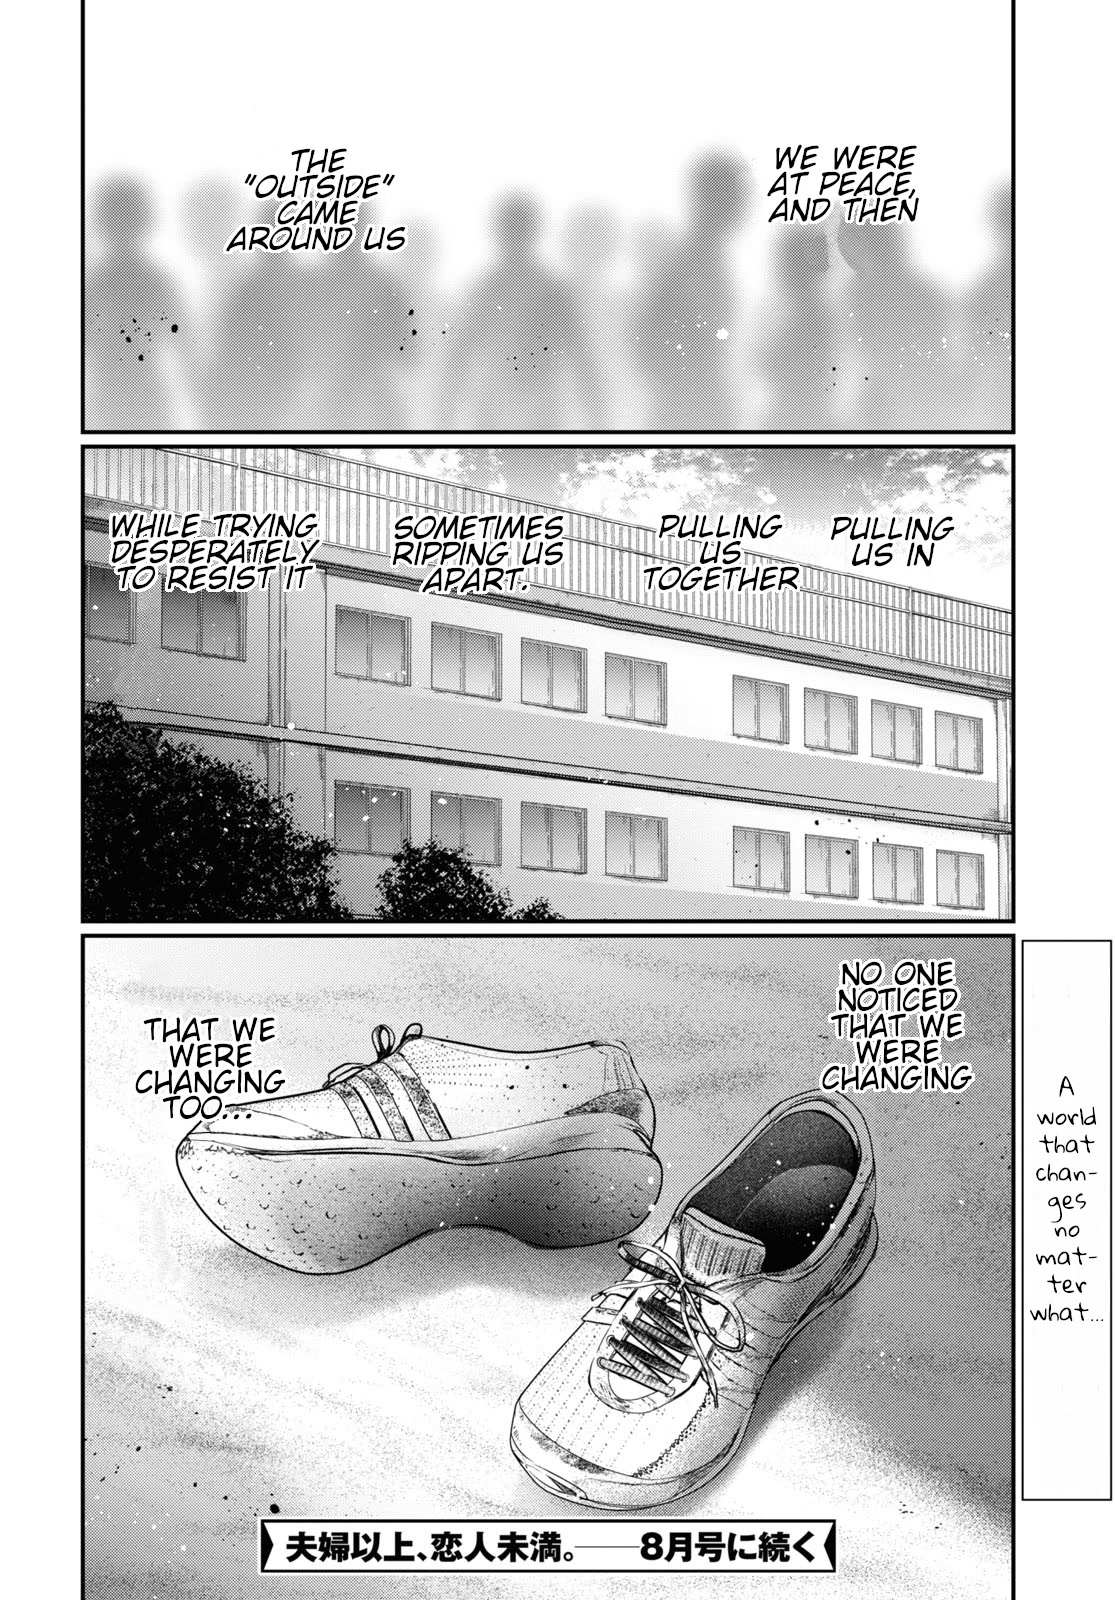 WE WERE
AT PEACE,
AND THEN
THE
"OUTSIDE"
CAME
AROUND US
PULLING
US IN
PULLING
US
TOGETHER
SOMETIMES
RIPPING US
APART.
WHILE TRYING
DESPERATELY
TO RESIST IT
NO ONE
NOTICED
THAT WE
WERE
CHANGING
THAT WE
WERE
CHANGING
TOO...
A
world
that
chan-
ges
no
mat-
ter
what...
夫婦以上、恋人未満。――8月号に続く